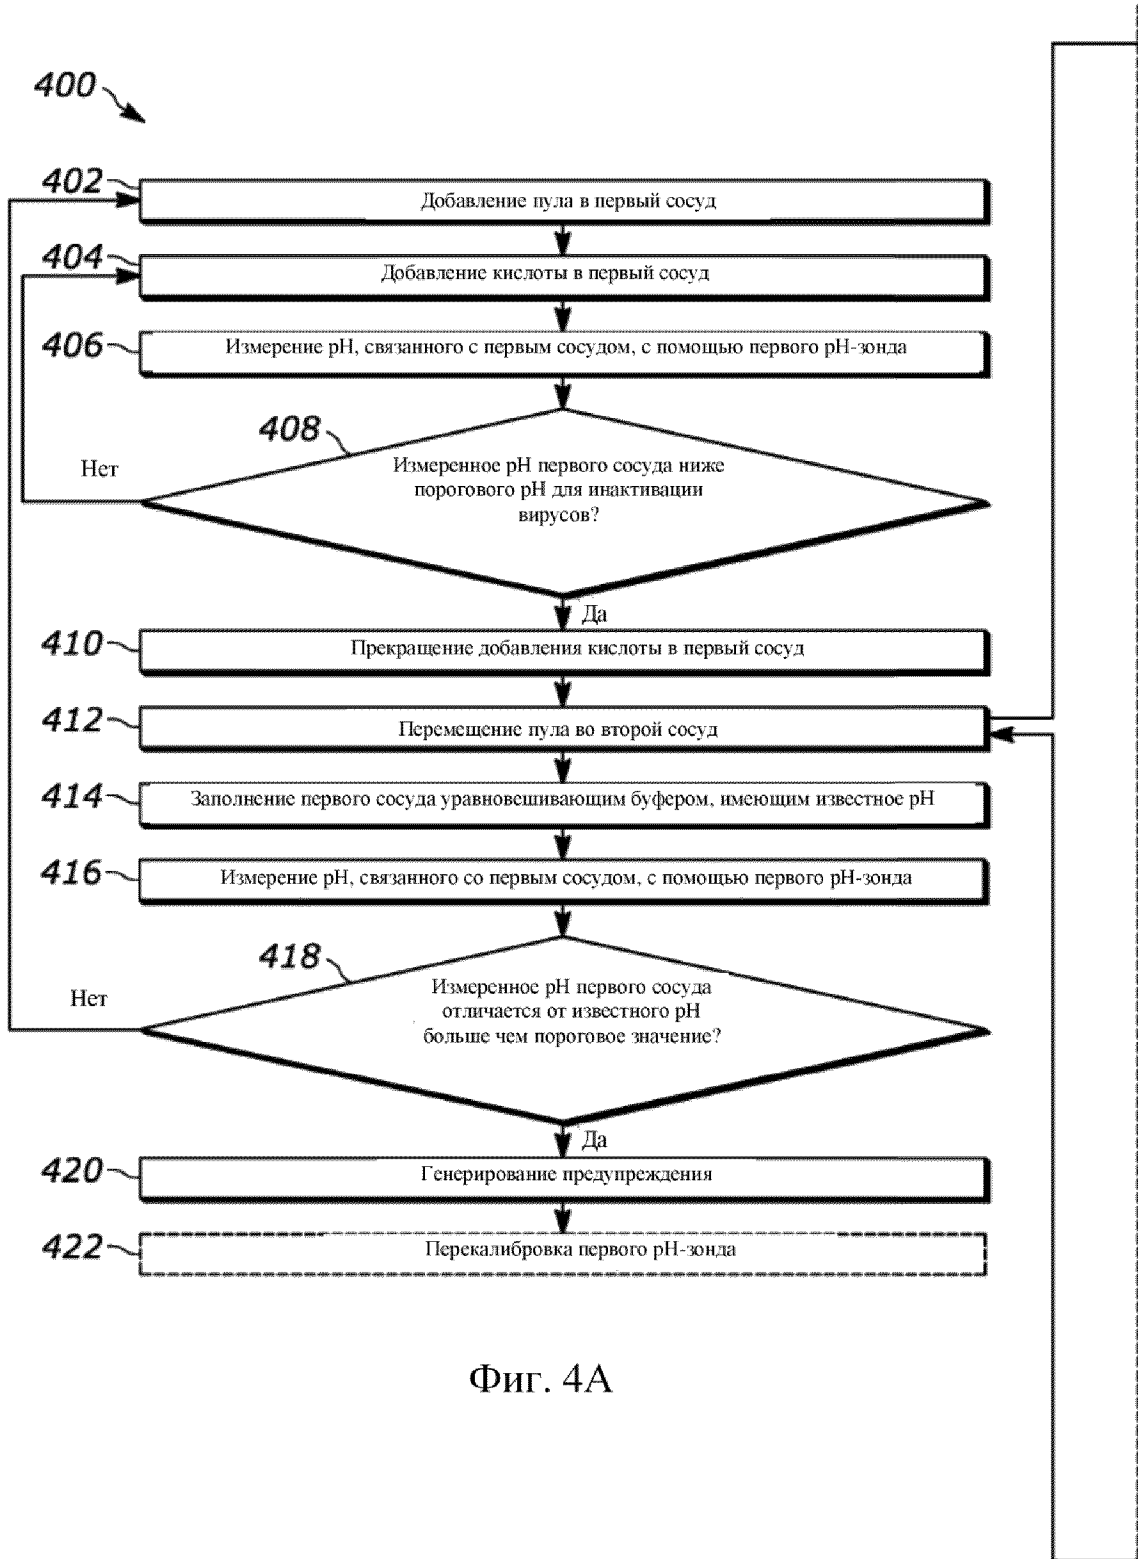 400
402
Добавление пула в первый сосуд
404
Добавление кислоты в первый сосуд
406
Измерение pH, связанного с первым сосудом, с помощью первого pH-зонда
408
Нет
Измеренное pH первого сосуда ниже
порогового pH для инактивации
вирусов?
Да
410
Прекращение добавления кислоты в первый сосуд
412
Перемещение пула во второй сосуд
414
Заполнение первого сосуда уравновешивающим буфером, имеющим известное pH
416
Измерение pH, связанного со первым сосудом, с помощью первого pH-зонда
418
Нет
Измеренное pH первого сосуда
отличается от известного pH
больше чем пороговое значение?
Да
420
Генерирование предупреждения
422
Перекалибровка первого pH-зонда
Фиг. 4A